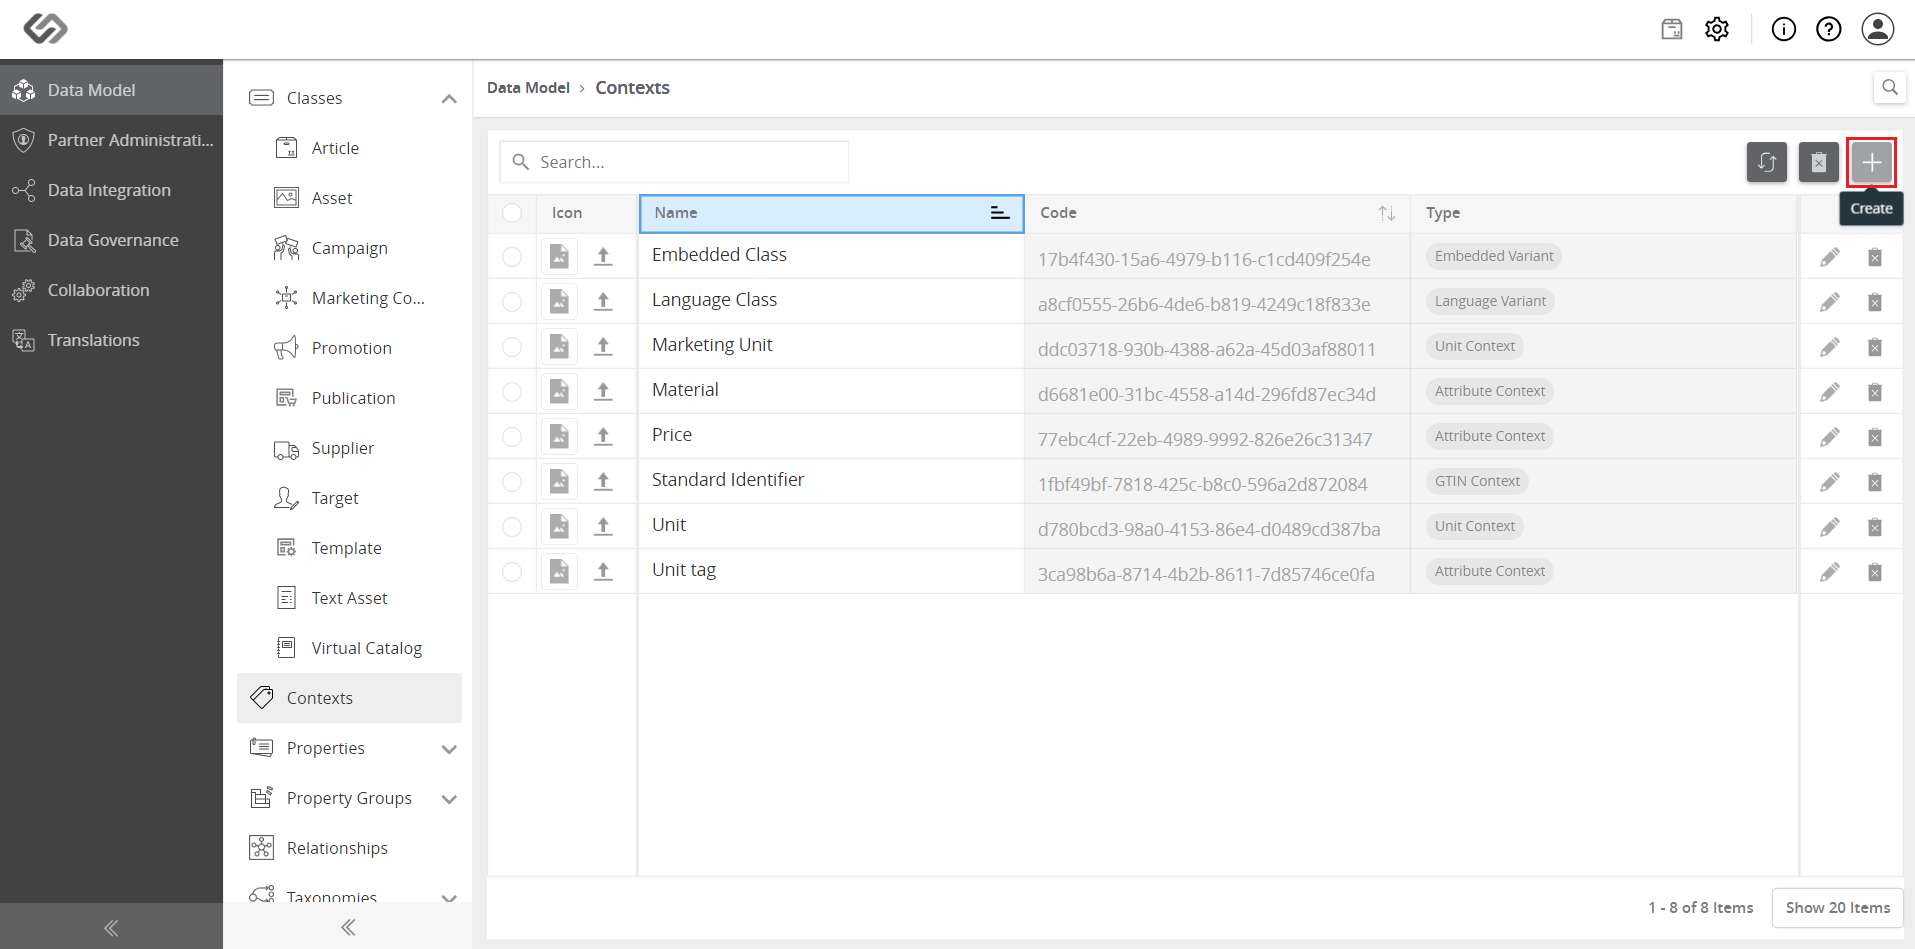 Data Model
Partner Administrati...
Data Integration
Data Governance
Collaboration
Translations
Classes
Article
Asset
Campaign
Marketing Co...
Promotion
Publication
Supplier
Target
Template
Text Asset
Virtual Catalog
Contexts
Properties
Property Groups
Relationships
Taxonomies
Data Model › Contexts
Search...
Create
Icon Name Code Type
Embedded Class 17b4f430-15a6-4979-b116-c1cd409f254e Embedded Variant
Language Class a8cf0555-26b6-4de6-b819-4249c18f833e Language Variant
Marketing Unit ddc03718-930b-4388-a62a-45d03af88011 Unit Context
Material d6681e00-31bc-4558-a14d-296fd87ec34d Attribute Context
Price 77ebc4cf-22eb-4989-9992-826e26c31347 Attribute Context
Standard Identifier 1fbf49bf-7818-425c-b8c0-596a2d872084 GTIN Context
Unit d780bcd3-98a0-4153-86e4-d0489cd387ba Unit Context
Unit tag 3ca98b6a-8714-4b2b-8611-7d85746ce0fa Attribute Context
1 - 8 of 8 Items Show 20 Items